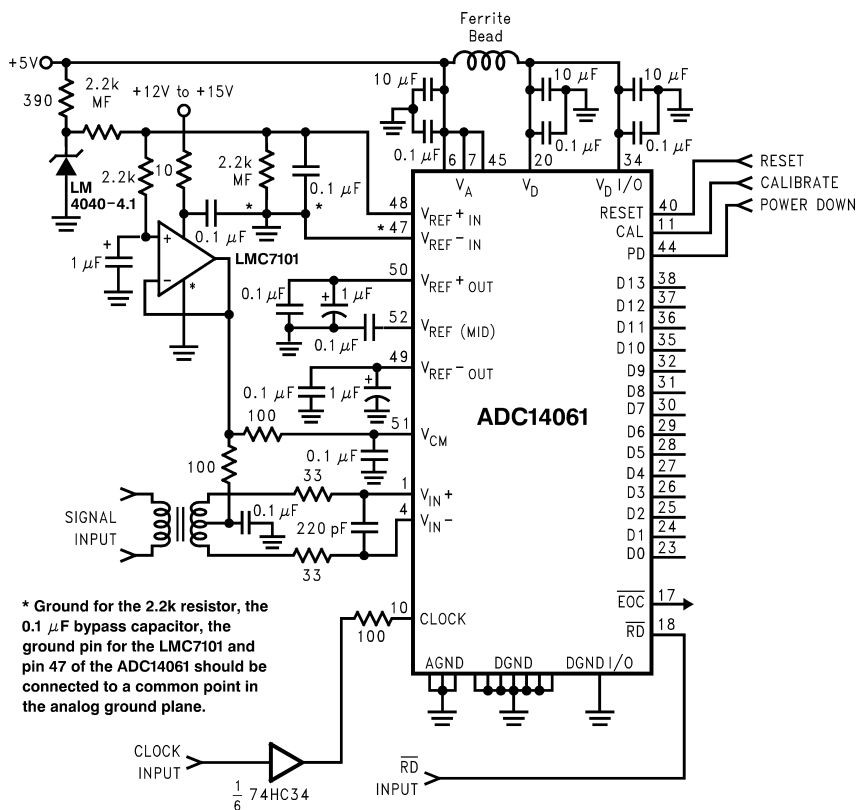 Ferrite
Bead
+5V
390
2.2k
MF
+12V to +15V
10 µF
10 µF
10 µF
0.1 µF
0.1 µF
0.1 µF
6 7 45 20 34
V_A V_D V_D I/O
LM
4040-4.1
2.2k
10
2.2k
MF
0.1 µF
0.1 µF
* *
LMC7101
+
−
*
+
1 µF
48 V_REF+ IN
* 47 V_REF− IN
50 V_REF+ OUT
0.1 µF
+
1 µF
52 V_REF (MID)
0.1 µF
49 V_REF− OUT
0.1 µF
1 µF
+
51 V_CM
100
0.1 µF
100
33
1 V_IN+
4 V_IN−
SIGNAL
INPUT
0.1 µF
220 pF
33
ADC14061
RESET 40 RESET
CAL 11 CALIBRATE
PD 44 POWER DOWN
D13 38
D12 37
D11 36
D10 35
D9 32
D8 31
D7 30
D6 29
D5 28
D4 27
D3 26
D2 25
D1 24
D0 23
E̅O̅C̅ 17
R̅D̅ 18
10 CLOCK
100
AGND DGND DGND I/O
* Ground for the 2.2k resistor, the
0.1 µF bypass capacitor, the
ground pin for the LMC7101 and
pin 47 of the ADC14061 should be
connected to a common point in
the analog ground plane.
CLOCK
INPUT
1/6 74HC34
R̅D̅
INPUT